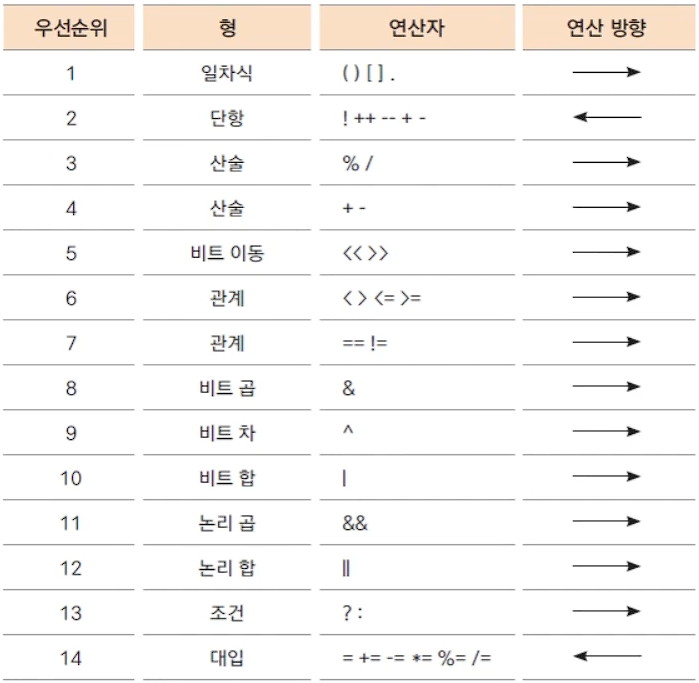 우선순위 형 연산자 연산 방향
1 일차식 ( ) [ ] .
2 단항 ! ++ -- + -
3 산술 % /
4 산술 + -
5 비트 이동 << >>
6 관계 < > <= >=
7 관계 == !=
8 비트 곱 &
9 비트 차 ^
10 비트 합 |
11 논리 곱 &&
12 논리 합 ||
13 조건 ? :
14 대입 = += -= *= %= /=